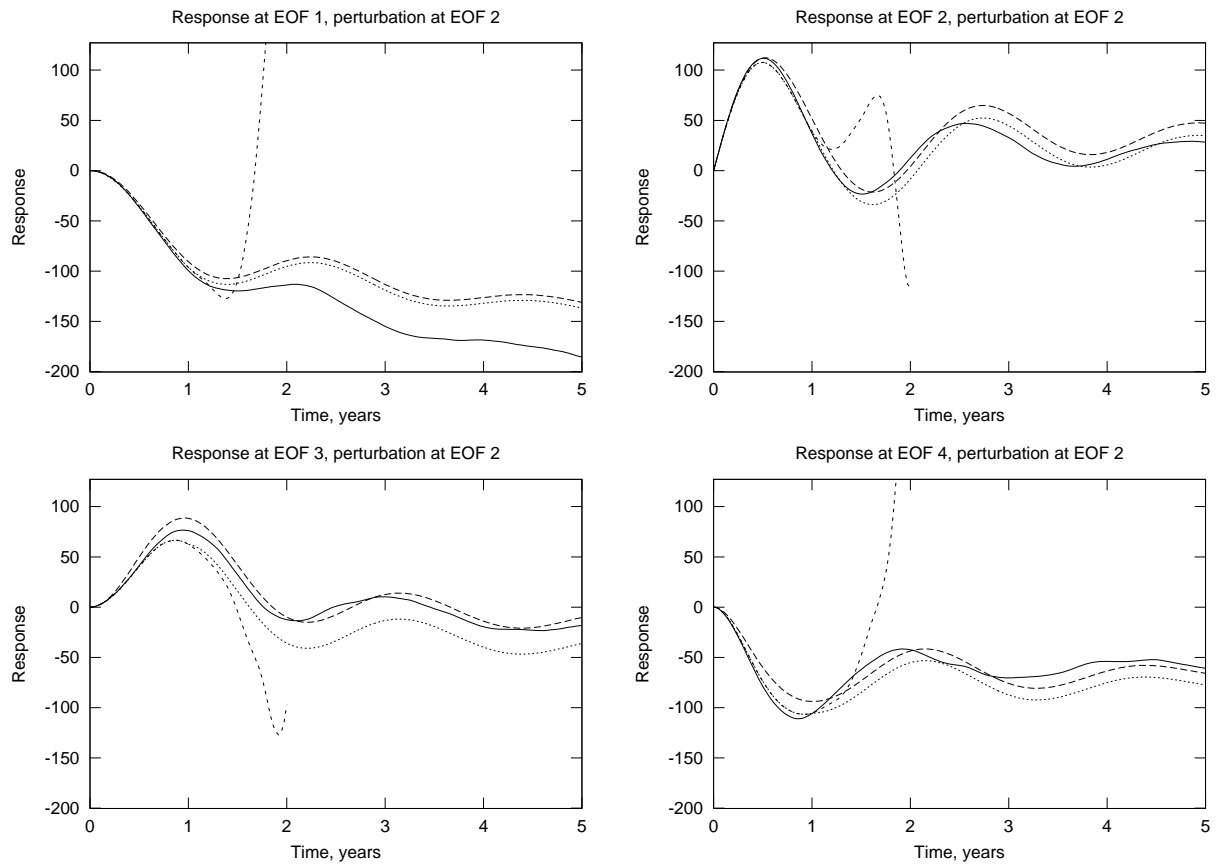 Response at EOF 1, perturbation at EOF 2
100
50
0
-50
-100
-150
-200
Response
0 1 2 3 4 5
Time, years
Response at EOF 2, perturbation at EOF 2
100
50
0
-50
-100
-150
-200
Response
0 1 2 3 4 5
Time, years
Response at EOF 3, perturbation at EOF 2
100
50
0
-50
-100
-150
-200
Response
0 1 2 3 4 5
Time, years
Response at EOF 4, perturbation at EOF 2
100
50
0
-50
-100
-150
-200
Response
0 1 2 3 4 5
Time, years